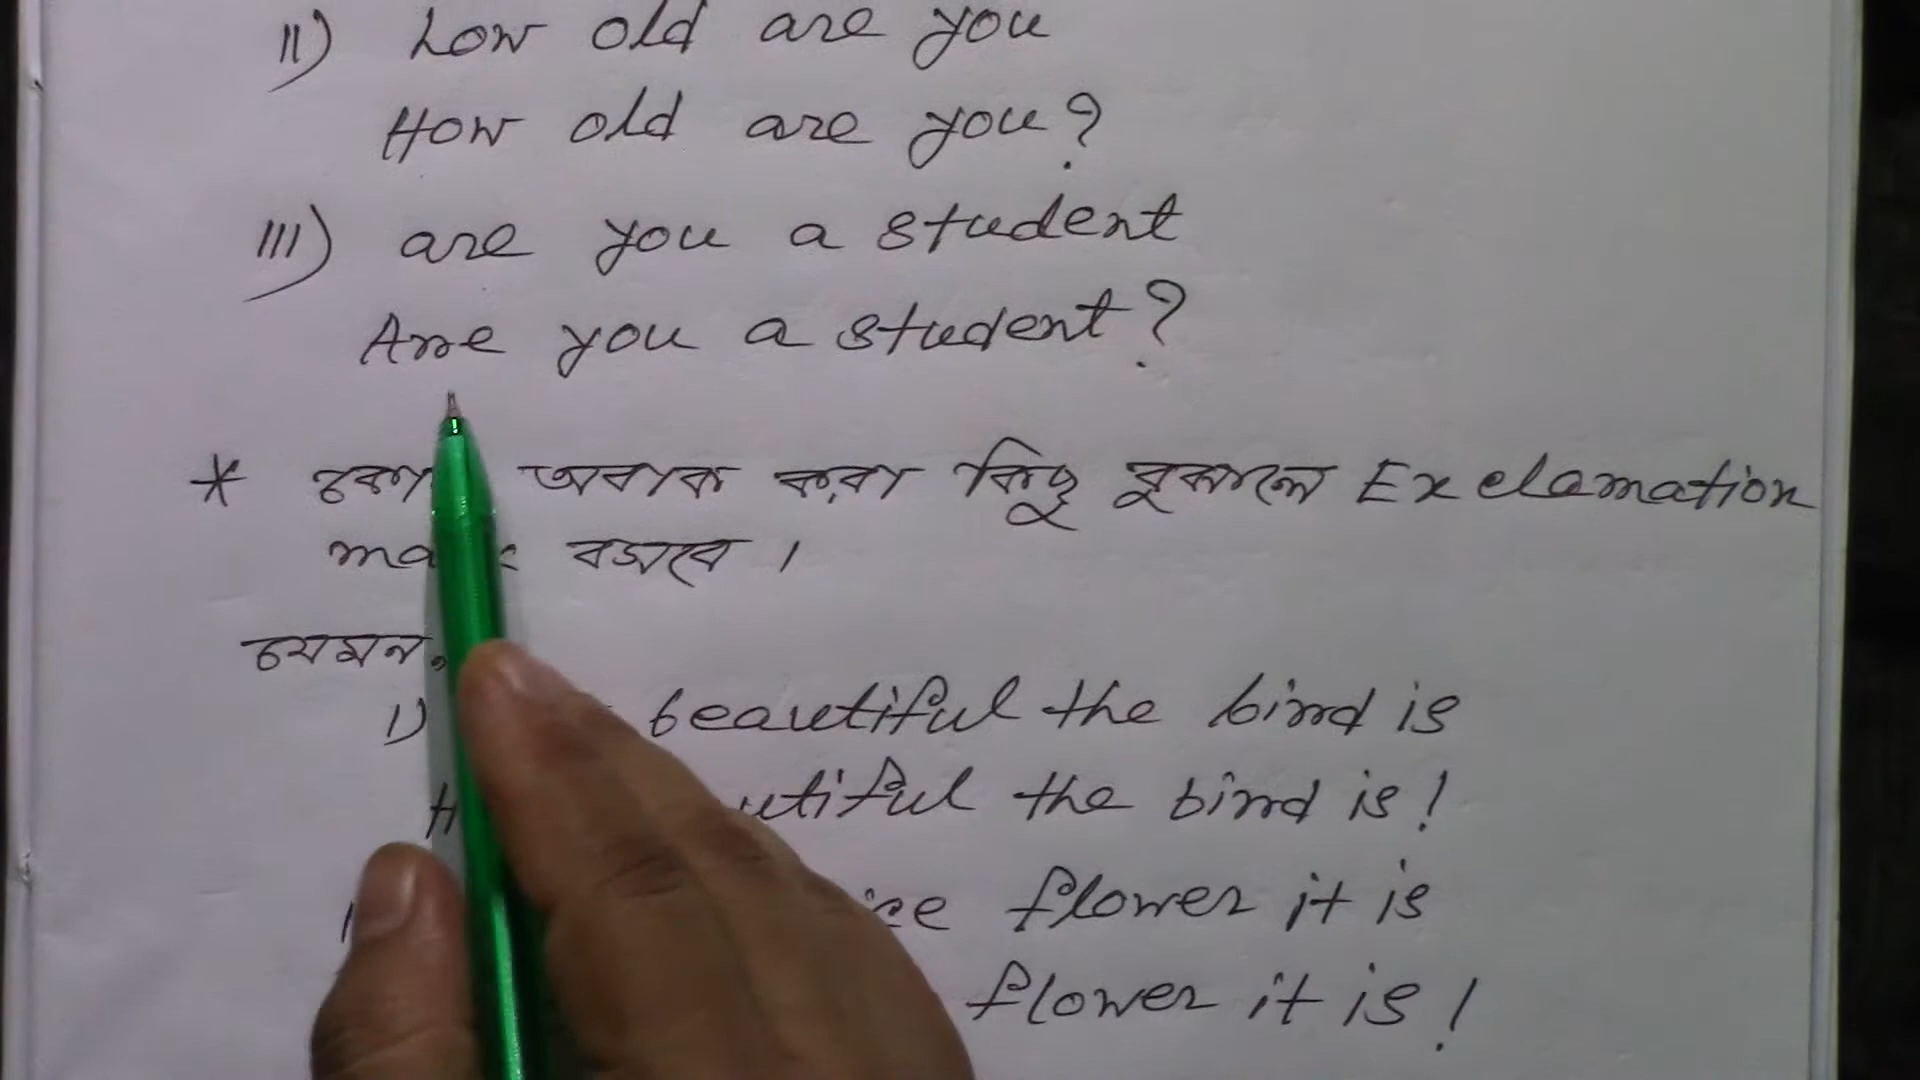 II) how old are you
How old are you?
III) are you a student
Are you a student?
* অবাক করা কিছু বুঝালে Exclamation
বসাবে ।
যেমন,
I) beautiful the bird is
the bird is!
flower it is
flower it is!